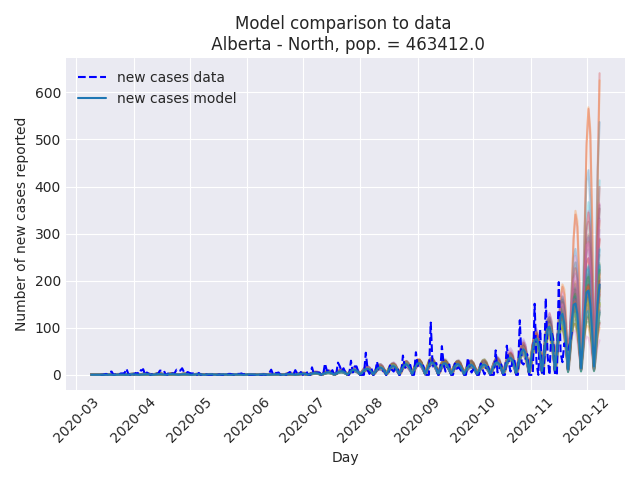 Model comparison to data
Alberta - North, pop. = 463412.0
new cases data
new cases model
Number of new cases reported
600
500
400
300
200
100
0
2020-03
2020-04
2020-05
2020-06
2020-07
2020-08
2020-09
2020-10
2020-11
2020-12
Day